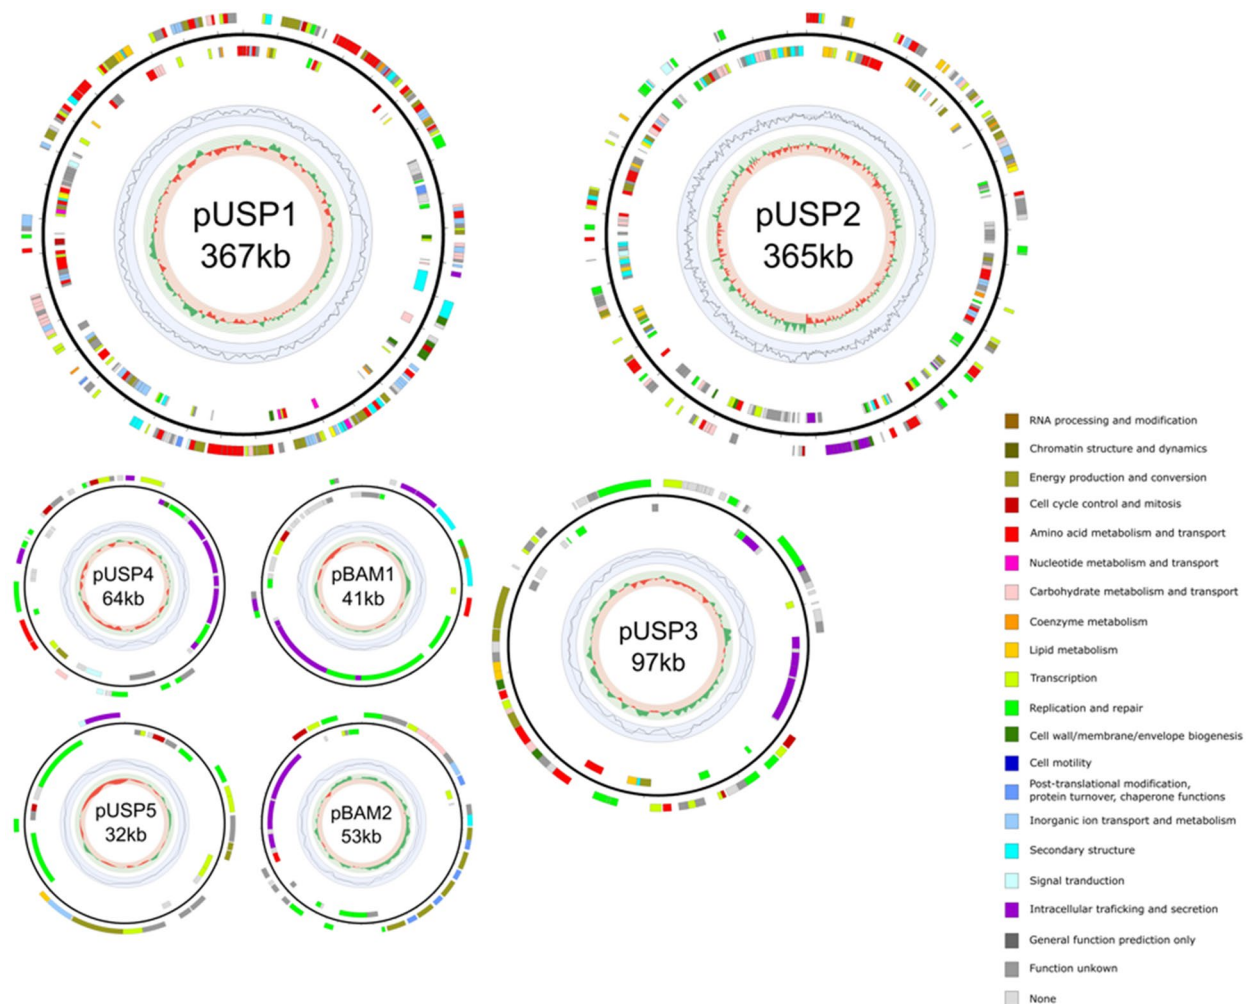 pUSP1
367kb
pUSP2
365kb
pUSP4
64kb
pBAM1
41kb
pUSP3
97kb
pUSP5
32kb
pBAM2
53kb
RNA processing and modification
Chromatin structure and dynamics
Energy production and conversion
Cell cycle control and mitosis
Amino acid metabolism and transport
Nucleotide metabolism and transport
Carbohydrate metabolism and transport
Coenzyme metabolism
Lipid metabolism
Transcription
Replication and repair
Cell wall/membrane/envelope biogenesis
Cell motility
Post-translational modification,
protein turnover, chaperone functions
Inorganic ion transport and metabolism
Secondary structure
Signal tranduction
Intracellular traficking and secretion
General function prediction only
Function unkown
None